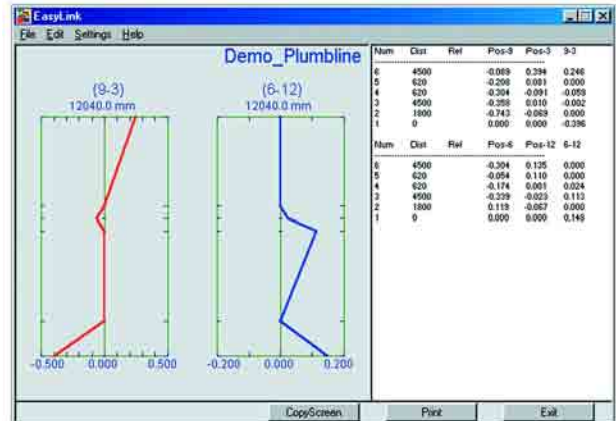 EasyLink
File Edit Settings Help
Demo_Plumbline
(9-3)
12040.0 mm
(6-12)
12040.0 mm
-0.500 0.000 0.500
-0.200 0.000 0.200
Num Dist Ref Pos-9 Pos-3 9-3
6 4500 -0.089 0.394 0.246
5 620 -0.208 0.081 0.000
4 620 -0.304 -0.091 -0.059
3 4500 -0.358 0.010 -0.002
2 1800 -0.743 -0.069 0.000
1 0 0.000 0.000 -0.396
Num Dist Ref Pos-6 Pos-12 6-12
6 4500 -0.304 0.135 0.000
5 620 -0.054 0.110 0.000
4 620 -0.174 0.001 0.024
3 4500 -0.339 -0.023 0.113
2 1800 0.119 -0.067 0.000
1 0 0.000 0.000 0.148
CopyScreen Print Exit